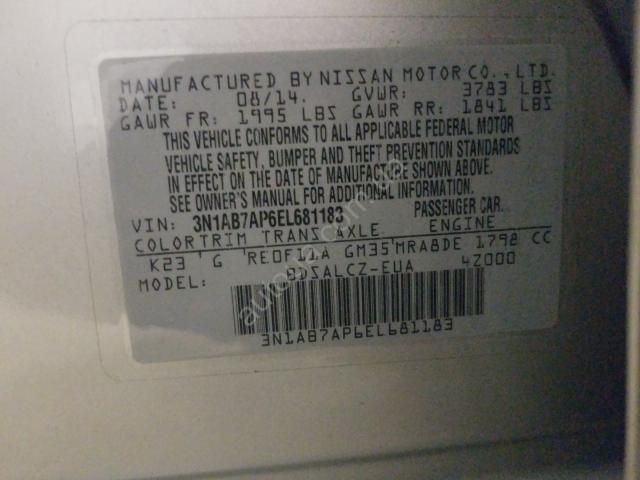 MANUFACTURED BY NISSAN MOTOR CO., LTD.
DATE: 08/14. GVWR: 3783 LBS
GAWR FR: 1995 LBS GAWR RR: 1841 LBS
THIS VEHICLE CONFORMS TO ALL APPLICABLE FEDERAL MOTOR
VEHICLE SAFETY, BUMPER AND THEFT PREVENTION STANDARDS
IN EFFECT ON THE DATE OF MANUFACTURE SHOWN ABOVE.
SEE OWNER'S MANUAL FOR ADDITIONAL INFORMATION.
VIN: 3N1AB7AP6EL681183 PASSENGER CAR.
COLOR TRIM TRANS AXLE ENGINE
K23 'G 'RE0F11A GM35'MRA8DE 1798 CC
MODEL: BDSALCZ-EUA 4Z000
3N1AB7AP6EL681183